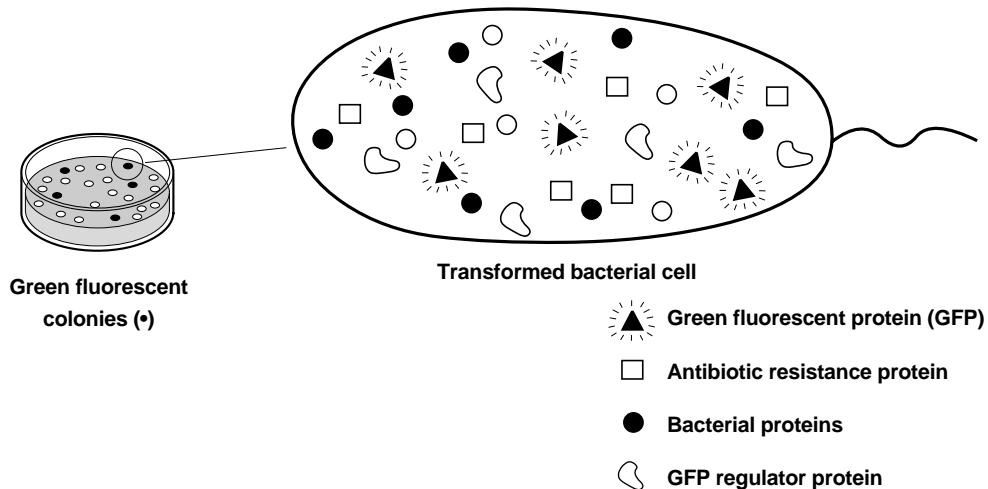 Transformed bacterial cell
Green fluorescent
colonies (•)
Green fluorescent protein (GFP)
Antibiotic resistance protein
Bacterial proteins
GFP regulator protein